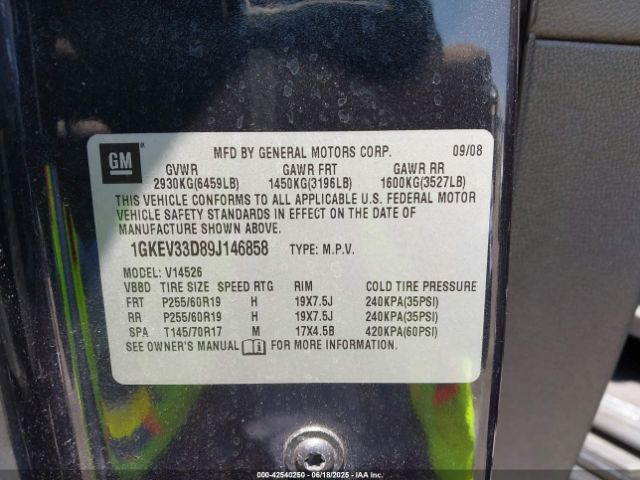 GM
MFD BY GENERAL MOTORS CORP. 09/08
GVWR GAWR FRT GAWR RR
2930KG(6459LB) 1450KG(3196LB) 1600KG(3527LB)
THIS VEHICLE CONFORMS TO ALL APPLICABLE U.S. FEDERAL MOTOR
VEHICLE SAFETY STANDARDS IN EFFECT ON THE DATE OF
MANUFACTURE SHOWN ABOVE.
1GKEV33D89J146858 TYPE: M.P.V.
MODEL: V14526
VBBD TIRE SIZE SPEED RTG RIM COLD TIRE PRESSURE
FRT P255/60R19 H 19X7.5J 240KPA(35PSI)
RR P255/60R19 H 19X7.5J 240KPA(35PSI)
SPA T145/70R17 M 17X4.5B 420KPA(60PSI)
SEE OWNER'S MANUAL FOR MORE INFORMATION.
000-42540250 - 06/18/2025 - IAA Inc.